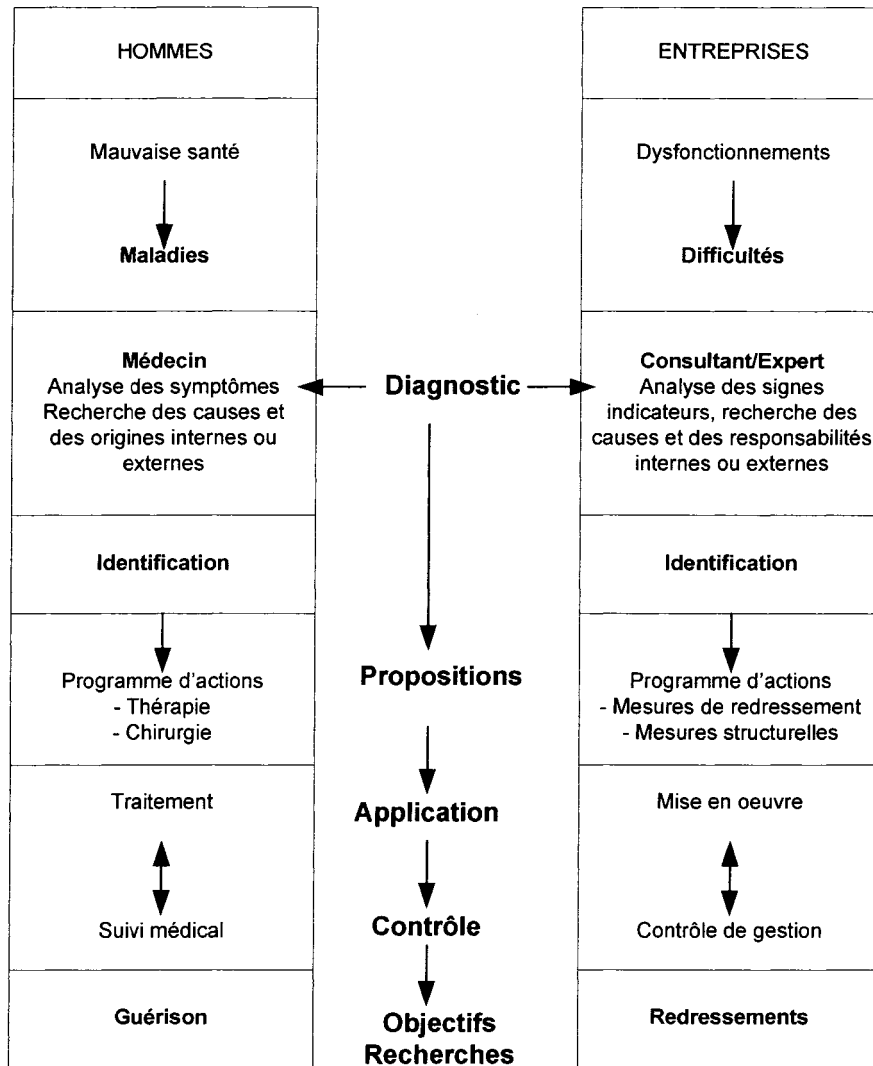 HOMMES
ENTREPRISES
Mauvaise santé
Dysfonctionnements
Maladies
Difficultés
Médecin
Analyse des symptômes
Recherche des causes et
des origines internes ou
externes
Diagnostic
Consultant/Expert
Analyse des signes
indicateurs, recherche des
causes et des responsabilités
internes ou externes
Identification
Identification
Programme d'actions
- Thérapie
- Chirurgie
Propositions
Programme d'actions
- Mesures de redressement
- Mesures structurelles
Traitement
Application
Mise en oeuvre
Suivi médical
Contrôle
Contrôle de gestion
Guérison
Objectifs
Recherches
Redressements